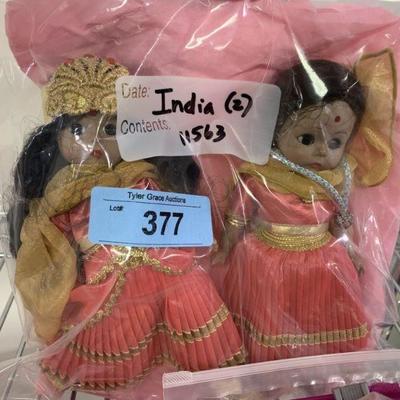 Date: India (2)
Contents: 11563
Tyler Grace Auctions
Lot#
377